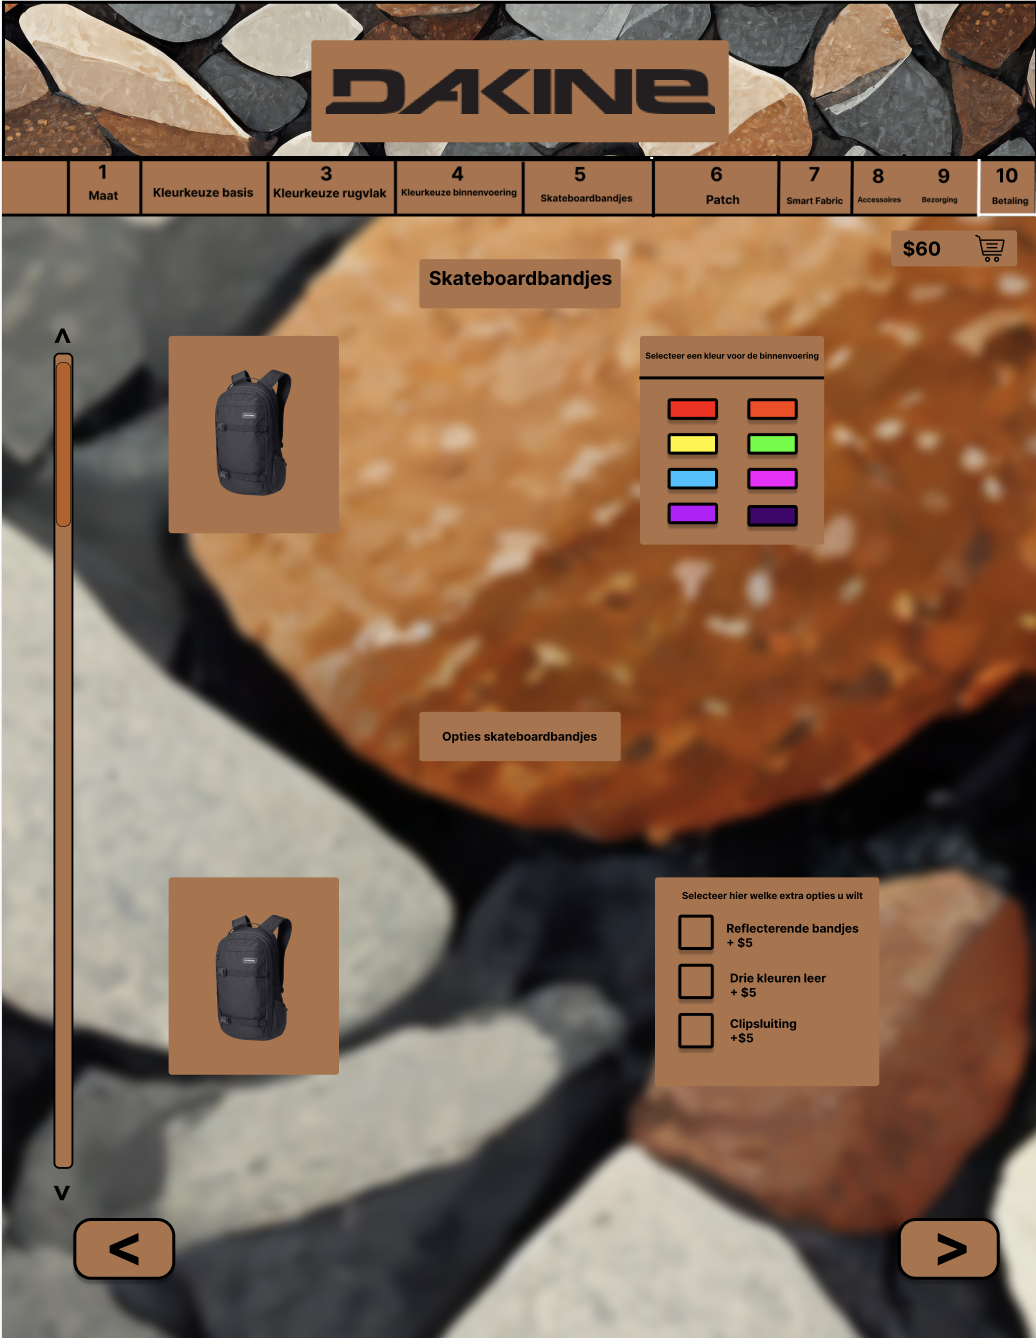 DAKINE
1
Maat
Kleurkeuze basis
3
Kleurkeuze rugvlak
4
Kleurkeuze binnenvoering
5
Skateboardbandjes
6
Patch
7
Smart Fabric
8
Accessoires
9
Bezorging
10
Betaling
$60
Skateboardbandjes
Selecteer een kleur voor de binnenvoering
Opties skateboardbandjes
Selecteer hier welke extra opties u wilt
Reflecterende bandjes
+ $5
Drie kleuren leer
+ $5
Clipsluiting
+$5
<
>